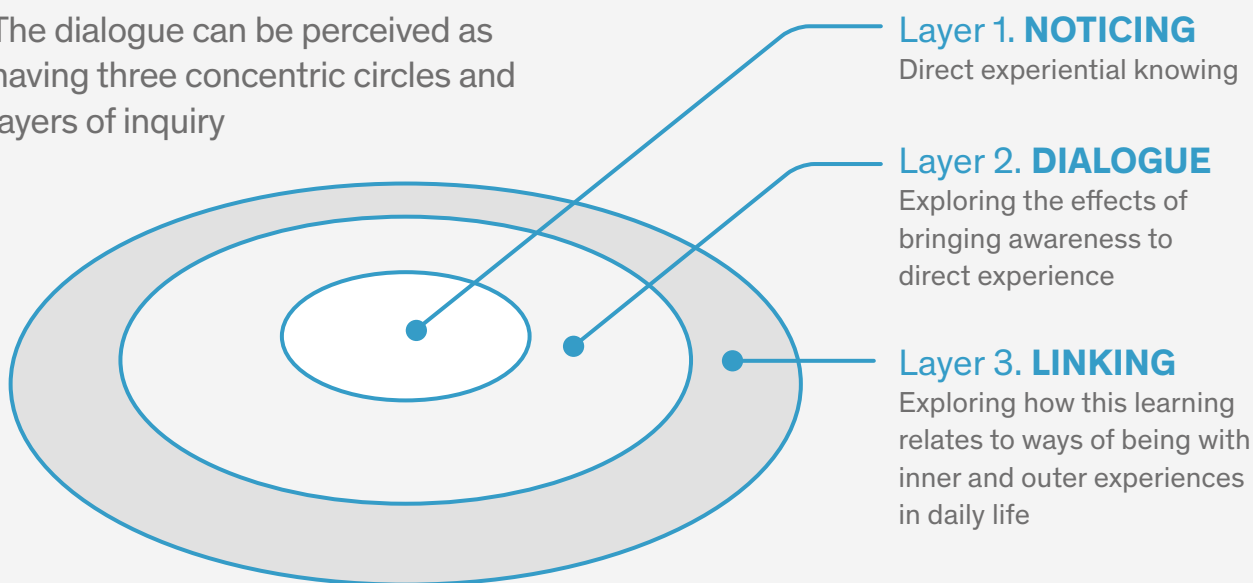 The dialogue can be perceived as
having three concentric circles and
layers of inquiry
Layer 1. NOTICING
Direct experiential knowing
Layer 2. DIALOGUE
Exploring the effects of
bringing awareness to
direct experience
Layer 3. LINKING
Exploring how this learning
relates to ways of being with
inner and outer experiences
in daily life